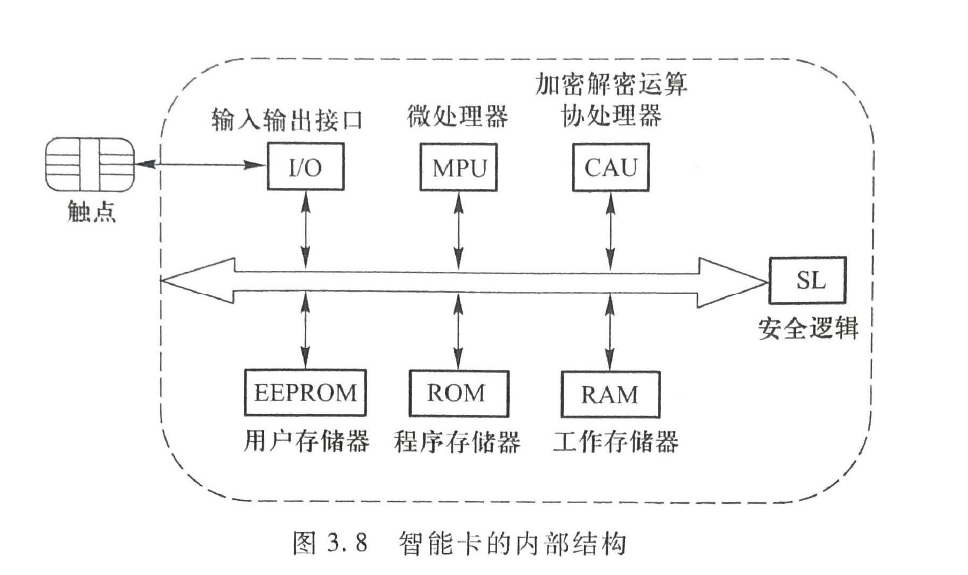 加密解密运算
输入输出接口 微处理器 协处理器
I/O MPU CAU
触点
SL
安全逻辑
EEPROM ROM RAM
用户存储器 程序存储器 工作存储器
图 3.8 智能卡的内部结构